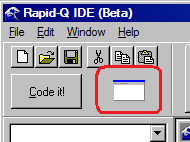 Rapid-Q IDE (Beta)
File Edit Window Help
Code it!